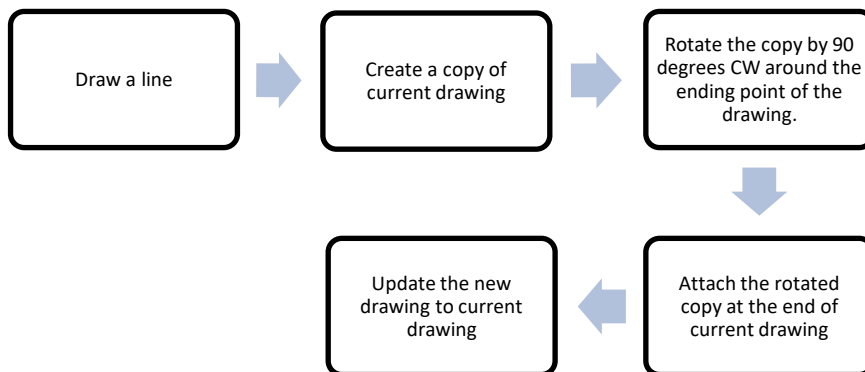 Draw a line
Create a copy of
current drawing
Rotate the copy by 90
degrees CW around the
ending point of the
drawing.
Attach the rotated
copy at the end of
current drawing
Update the new
drawing to current
drawing